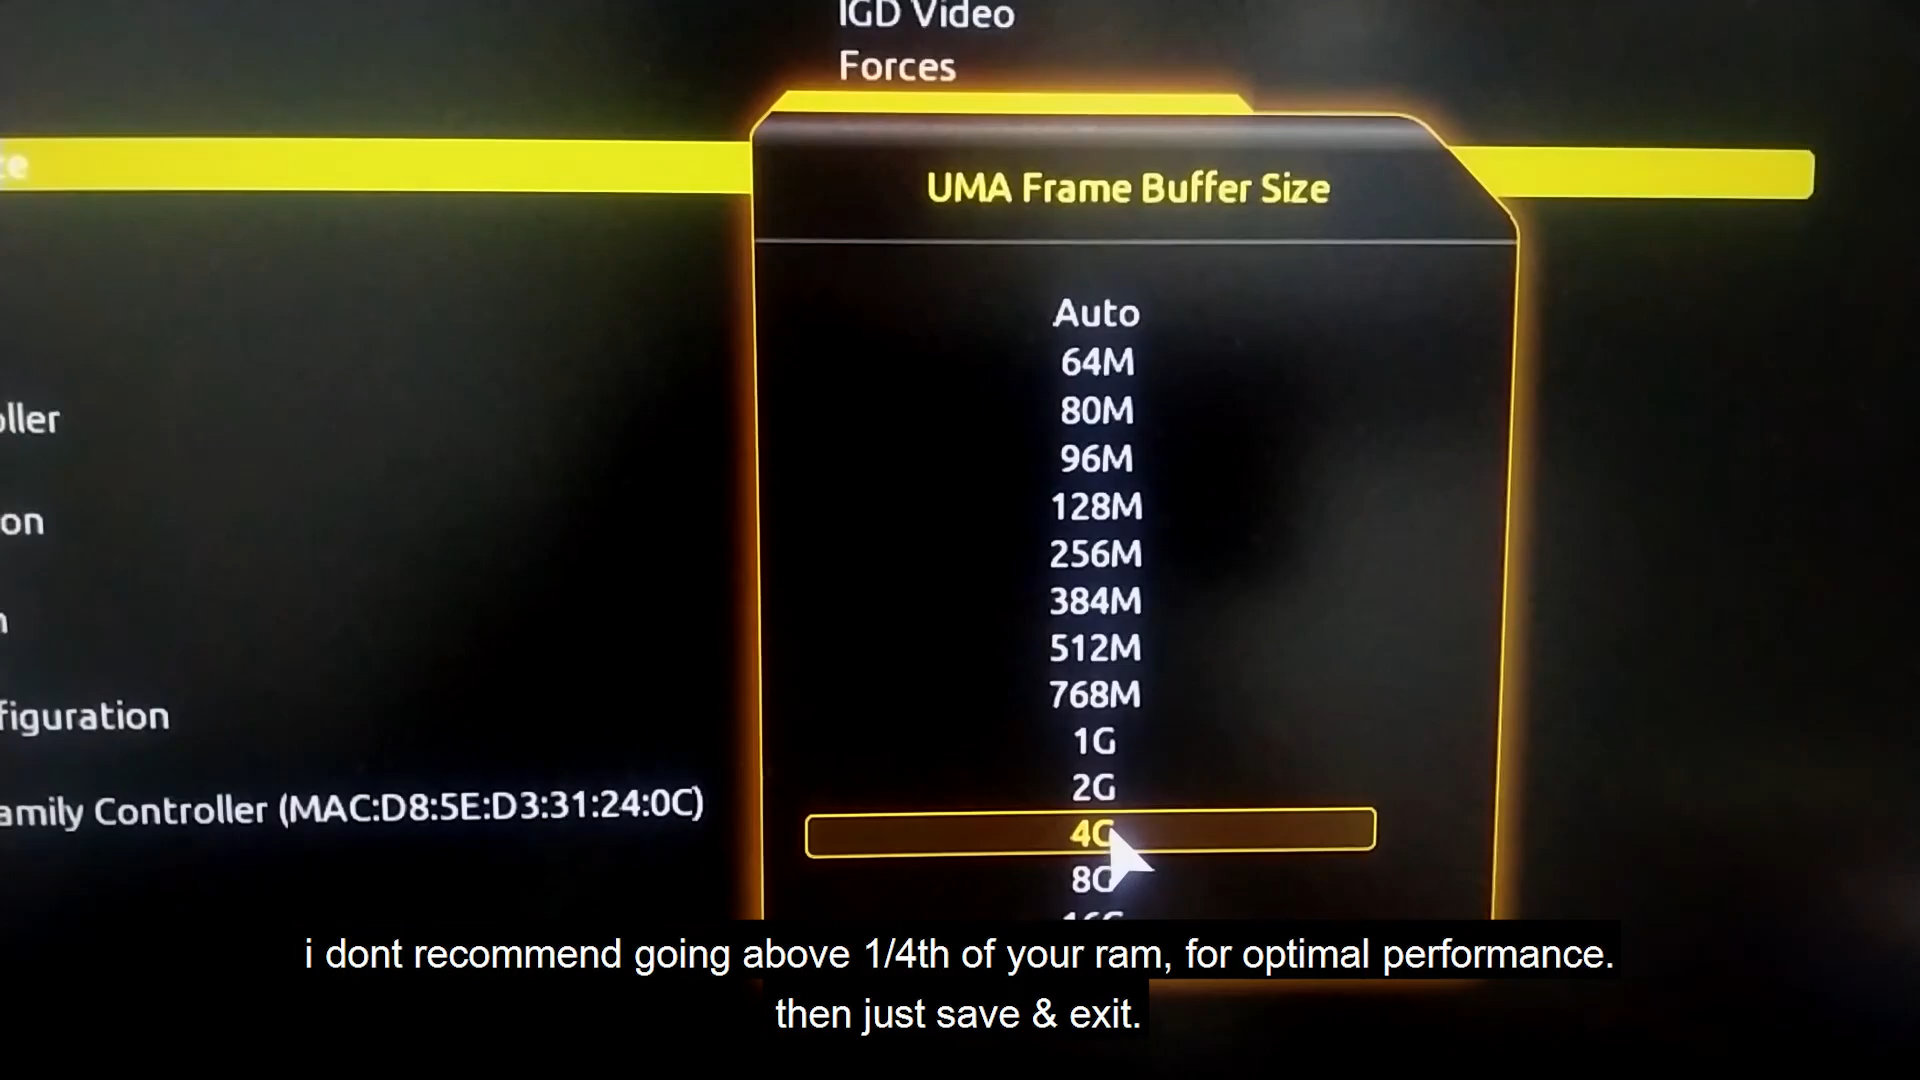 IGD Video
Forces
ce
UMA Frame Buffer Size
Auto
64M
80M
96M
128M
256M
384M
oller
512M
on
768M
1G
figuration
2G
amily Controller (MAC:D8:5E:D3:31:24:0C)
4G
8G
16G
i dont recommend going above 1/4th of your ram, for optimal performance.
then just save & exit.